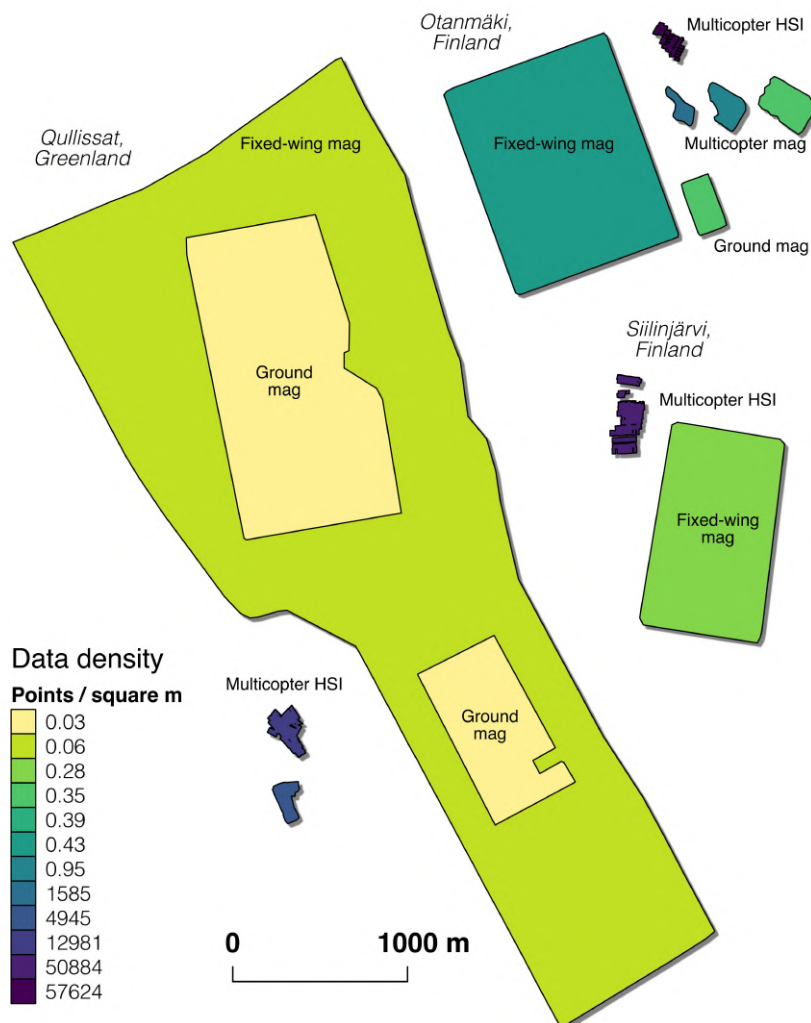 Otanmäki,
Finland
Multicopter HSI
Qullissat,
Greenland
Fixed-wing mag
Fixed-wing mag
Multicopter mag
Ground mag
Siilinjärvi,
Finland
Ground
mag
Multicopter HSI
Fixed-wing
mag
Data density
Points / square m
0.03
0.06
0.28
0.35
0.39
0.43
0.95
1585
4945
12981
50884
57624
Multicopter HSI
Ground
mag
0 1000 m